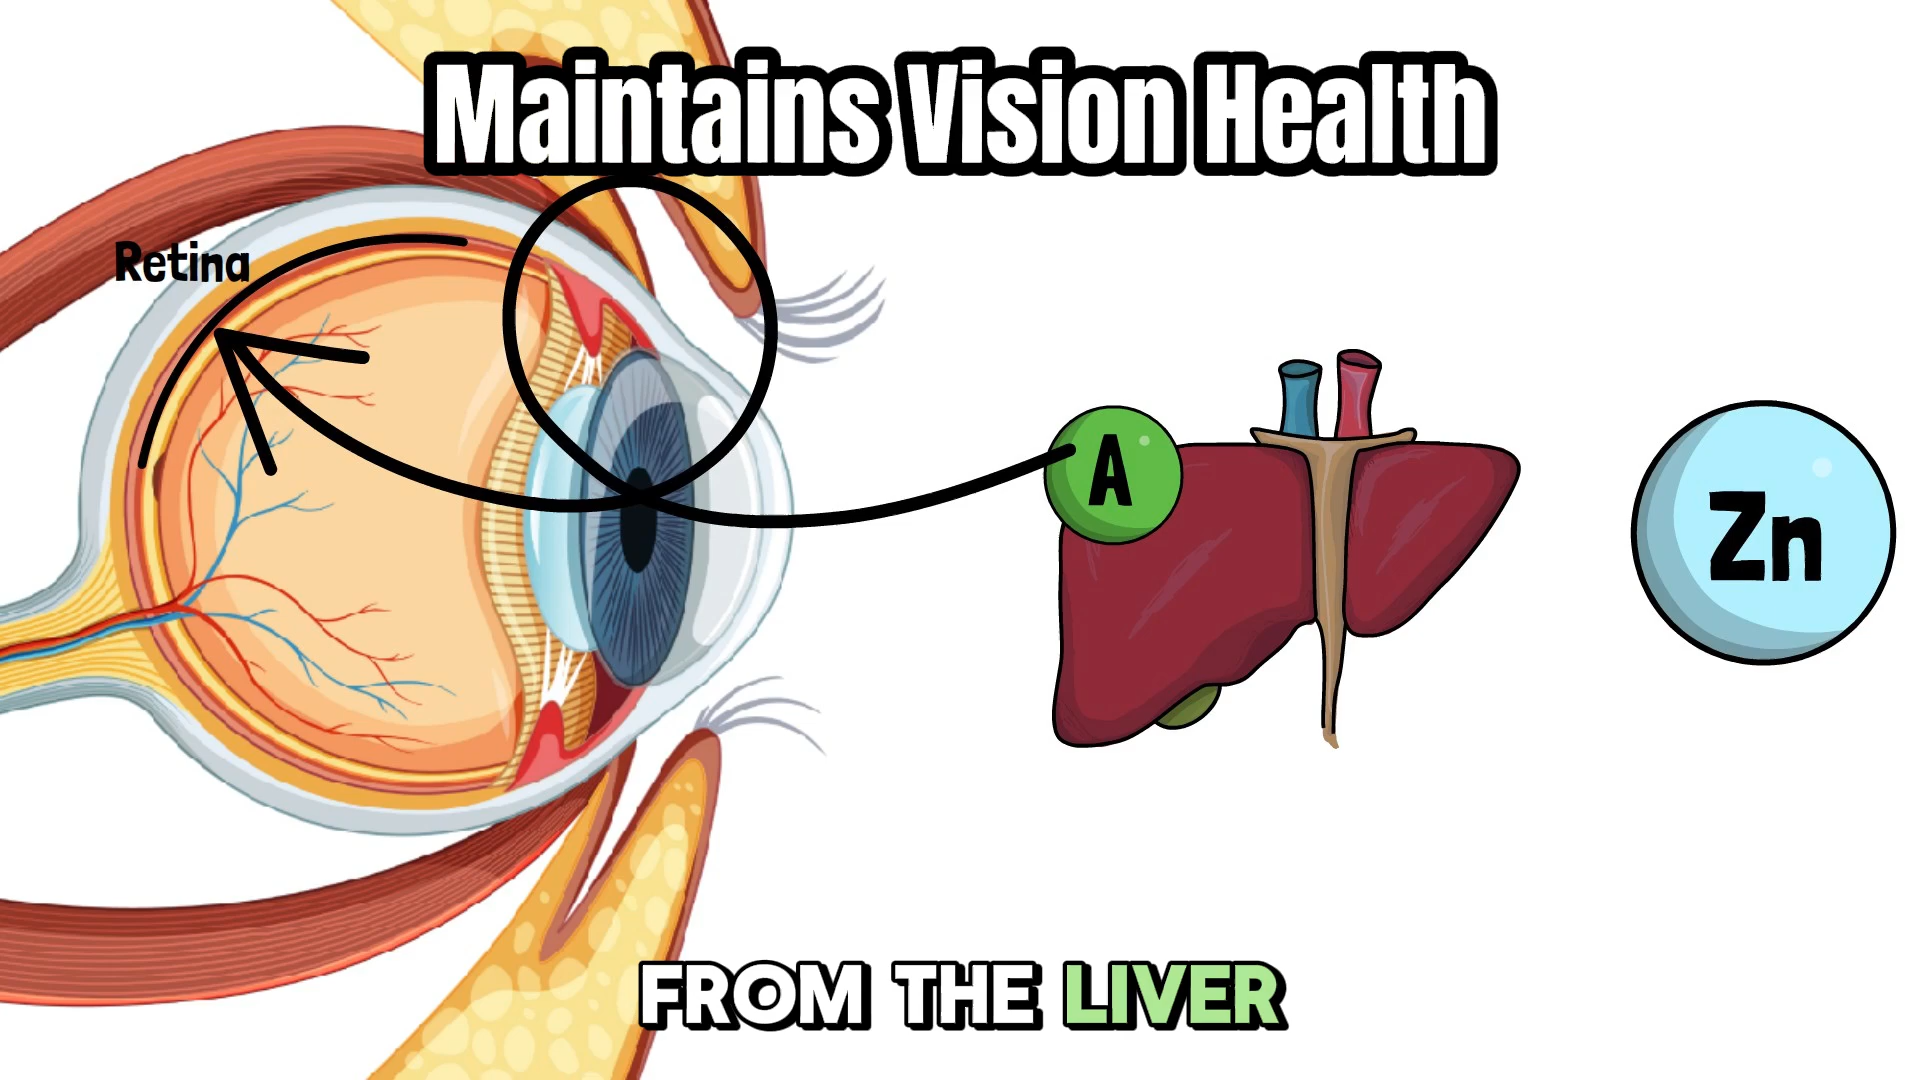 Maintains Vision Health
Retina
A
Zn
FROM THE LIVER